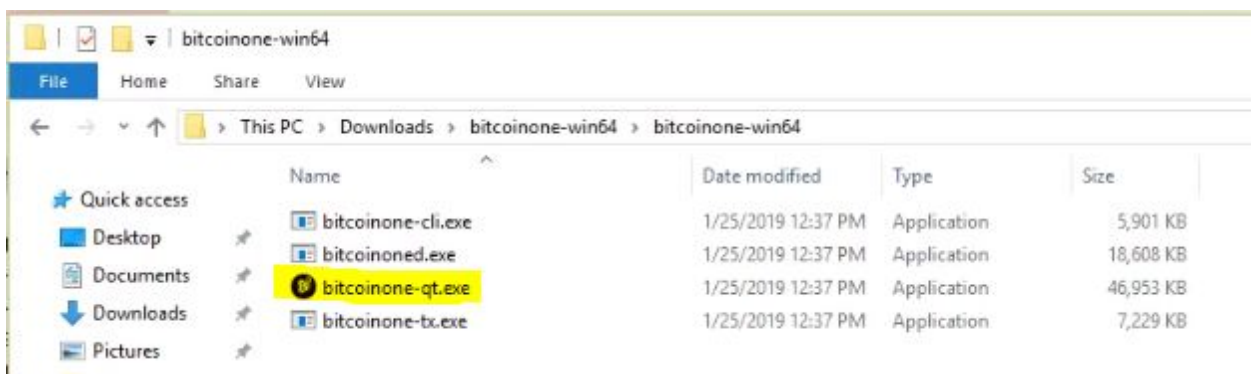 bitcoinone-win64
File Home Share View
This PC > Downloads > bitcoinone-win64 > bitcoinone-win64
Name Date modified Type Size
Quick access
Desktop
Documents
Downloads
Pictures
bitcoinone-cli.exe 1/25/2019 12:37 PM Application 5,901 KB
bitcoinoned.exe 1/25/2019 12:37 PM Application 18,608 KB
bitcoinone-qt.exe 1/25/2019 12:37 PM Application 46,953 KB
bitcoinone-tx.exe 1/25/2019 12:37 PM Application 7,229 KB